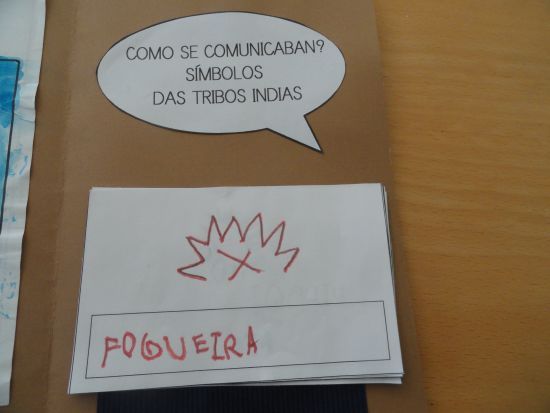 COMO SE COMUNICABAN?
SÍMBOLOS
DAS TRIBOS INDIAS
FOGUEIRA